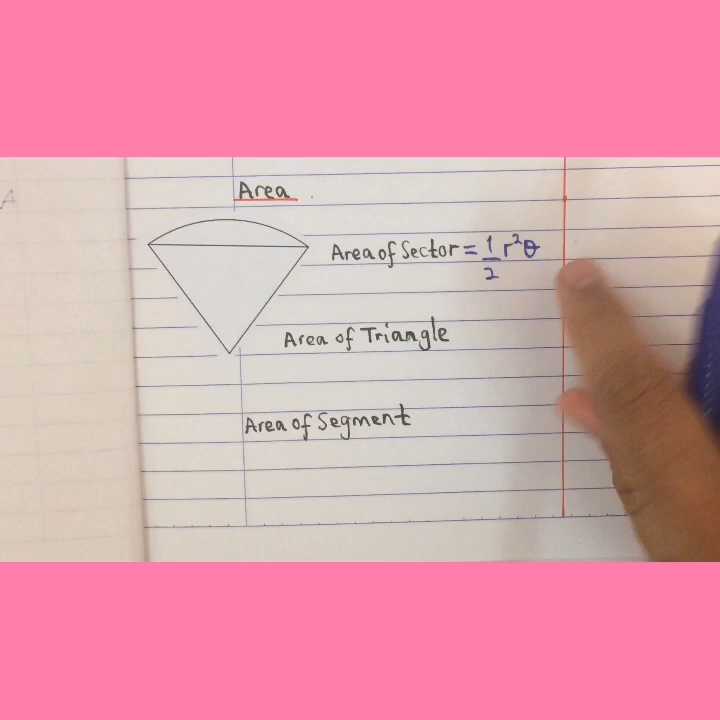 A
Area
Area of Sector = 1/2 r²θ
Area of Triangle
Area of Segment